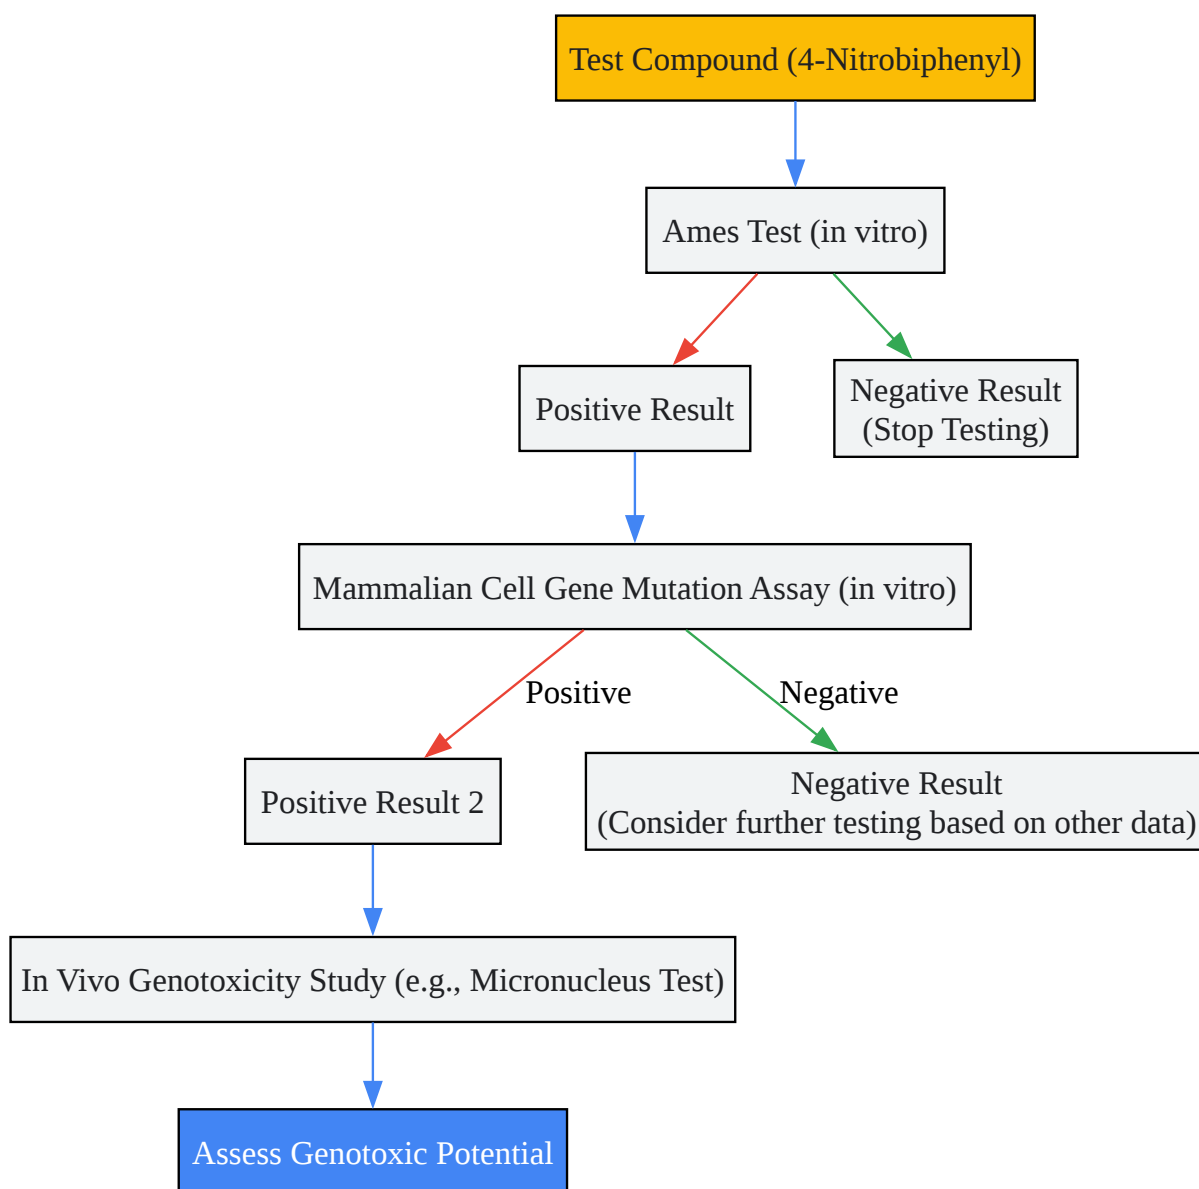 Test Compound (4-Nitrobiphenyl)
Ames Test (in vitro)
Positive Result
Negative Result
(Stop Testing)
Mammalian Cell Gene Mutation Assay (in vitro)
Positive
Negative
Positive Result 2
Negative Result
(Consider further testing based on other data)
In Vivo Genotoxicity Study (e.g., Micronucleus Test)
Assess Genotoxic Potential